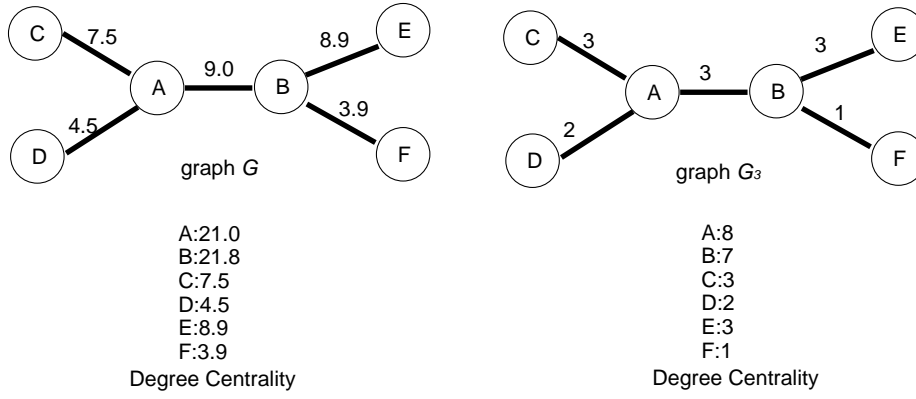 C
7.5
A
9.0
B
8.9
E
4.5
D
3.9
F
graph G
C
3
A
3
B
3
E
2
D
1
F
graph G₃
A:21.0
B:21.8
C:7.5
D:4.5
E:8.9
F:3.9
Degree Centrality
A:8
B:7
C:3
D:2
E:3
F:1
Degree Centrality